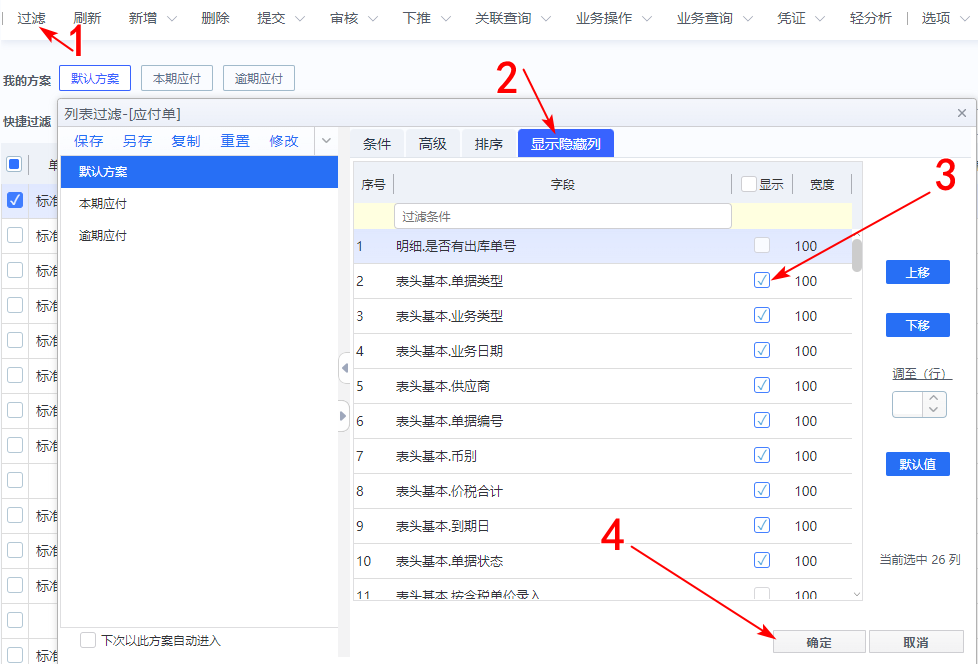 过滤 刷新 新增 删除 提交 审核 下推 关联查询 业务操作 业务查询 凭证 轻分析 选项
1
我的方案 默认方案 本期应付 逾期应付
2
快捷过滤
列表过滤-[应付单]
保存 另存 复制 重置 修改
条件 高级 排序 显示隐藏列
单
默认方案
本期应付
逾期应付
序号 字段 显示 宽度
3
过滤条件
1 明细.是否有出库单号 100
2 表头基本.单据类型 100
3 表头基本.业务类型 100
4 表头基本.业务日期 100
5 表头基本.供应商 100
6 表头基本.单据编号 100
7 表头基本.币别 100
8 表头基本.价税合计 100
9 表头基本.到期日 100
10 表头基本.单据状态 100
11 表头基本.按含税单价录入 100
上移
下移
调至（行）
默认值
当前选中 26 列
标准
标准
标准
标准
标准
标准
标准
标准
标准
标准
标准
标准
4
下次以此方案自动进入
确定 取消